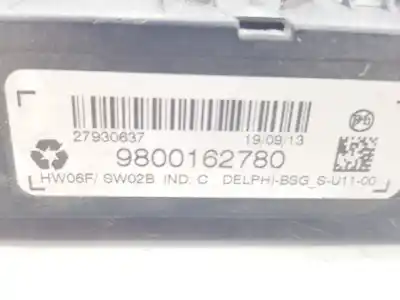 27930637 19/09/13
9800162780
HW06F/ SW02B IND. C DELPHI-BSG_S-U11-00